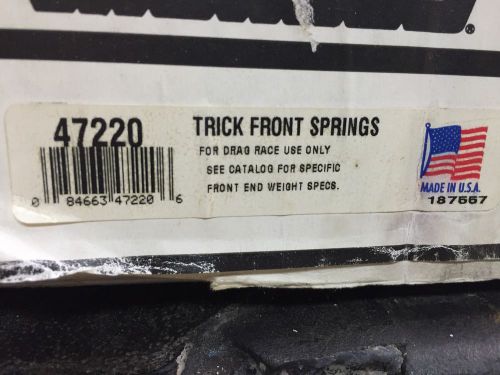 47220 TRICK FRONT SPRINGS
FOR DRAG RACE USE ONLY
SEE CATALOG FOR SPECIFIC
FRONT END WEIGHT SPECS.
0 84663 47220 6
MADE IN U.S.A.
187557
®